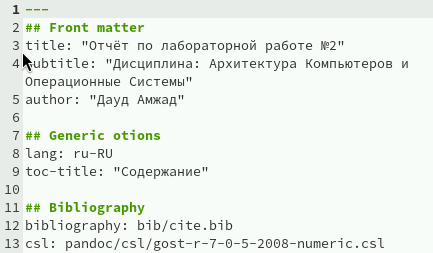 1 ---
2 ## Front matter
3 title: "Отчёт по лабораторной работе №2"
4 subtitle: "Дисциплина: Архитектура Компьютеров и
Операционные Системы"
5 author: "Дауд Амжад"
6
7 ## Generic otions
8 lang: ru-RU
9 toc-title: "Содержание"
10
11 ## Bibliography
12 bibliography: bib/cite.bib
13 csl: pandoc/csl/gost-r-7-0-5-2008-numeric.csl